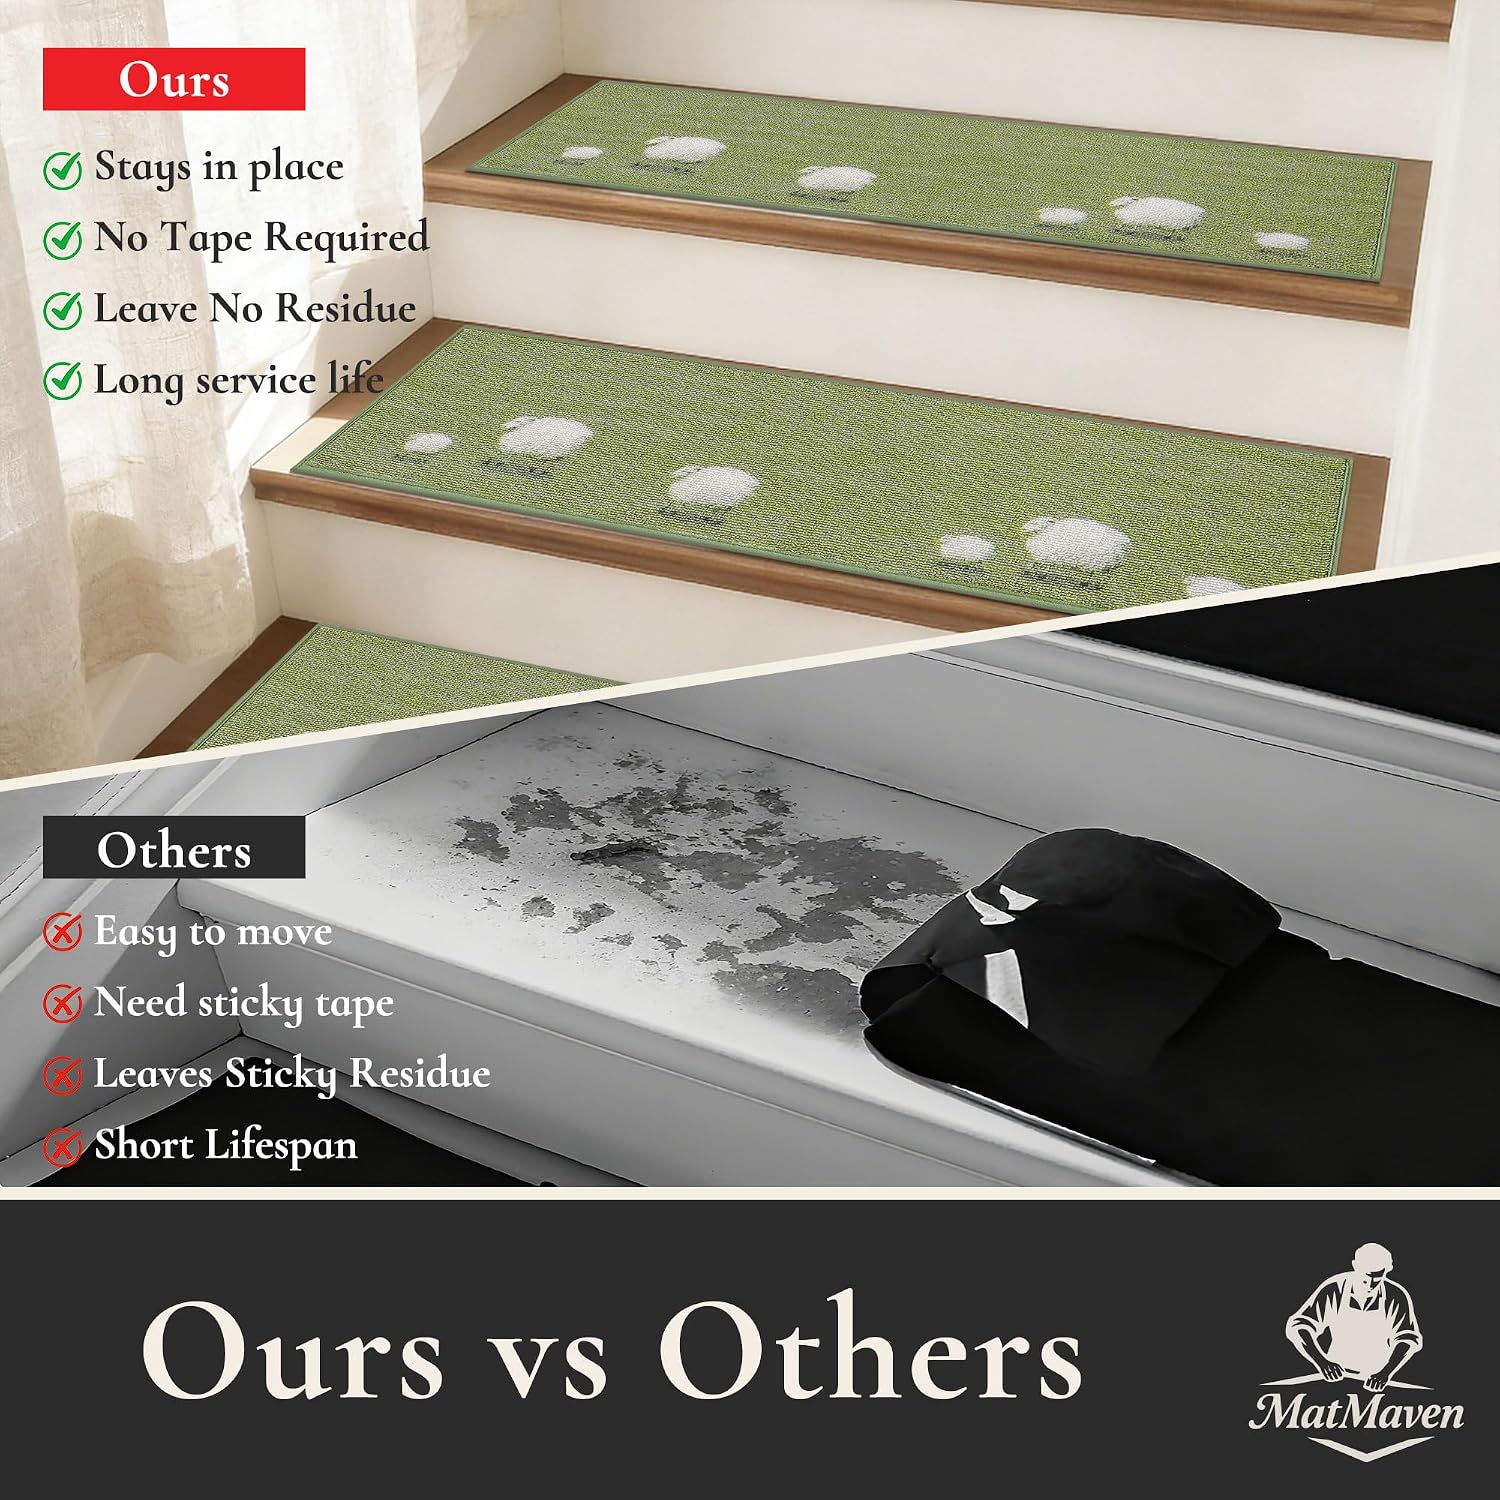 Ours
Stays in place
No Tape Required
Leave No Residue
Long service life
Others
Easy to move
Need sticky tape
Leaves Sticky Residue
Short Lifespan
Ours vs Others
MatMaven